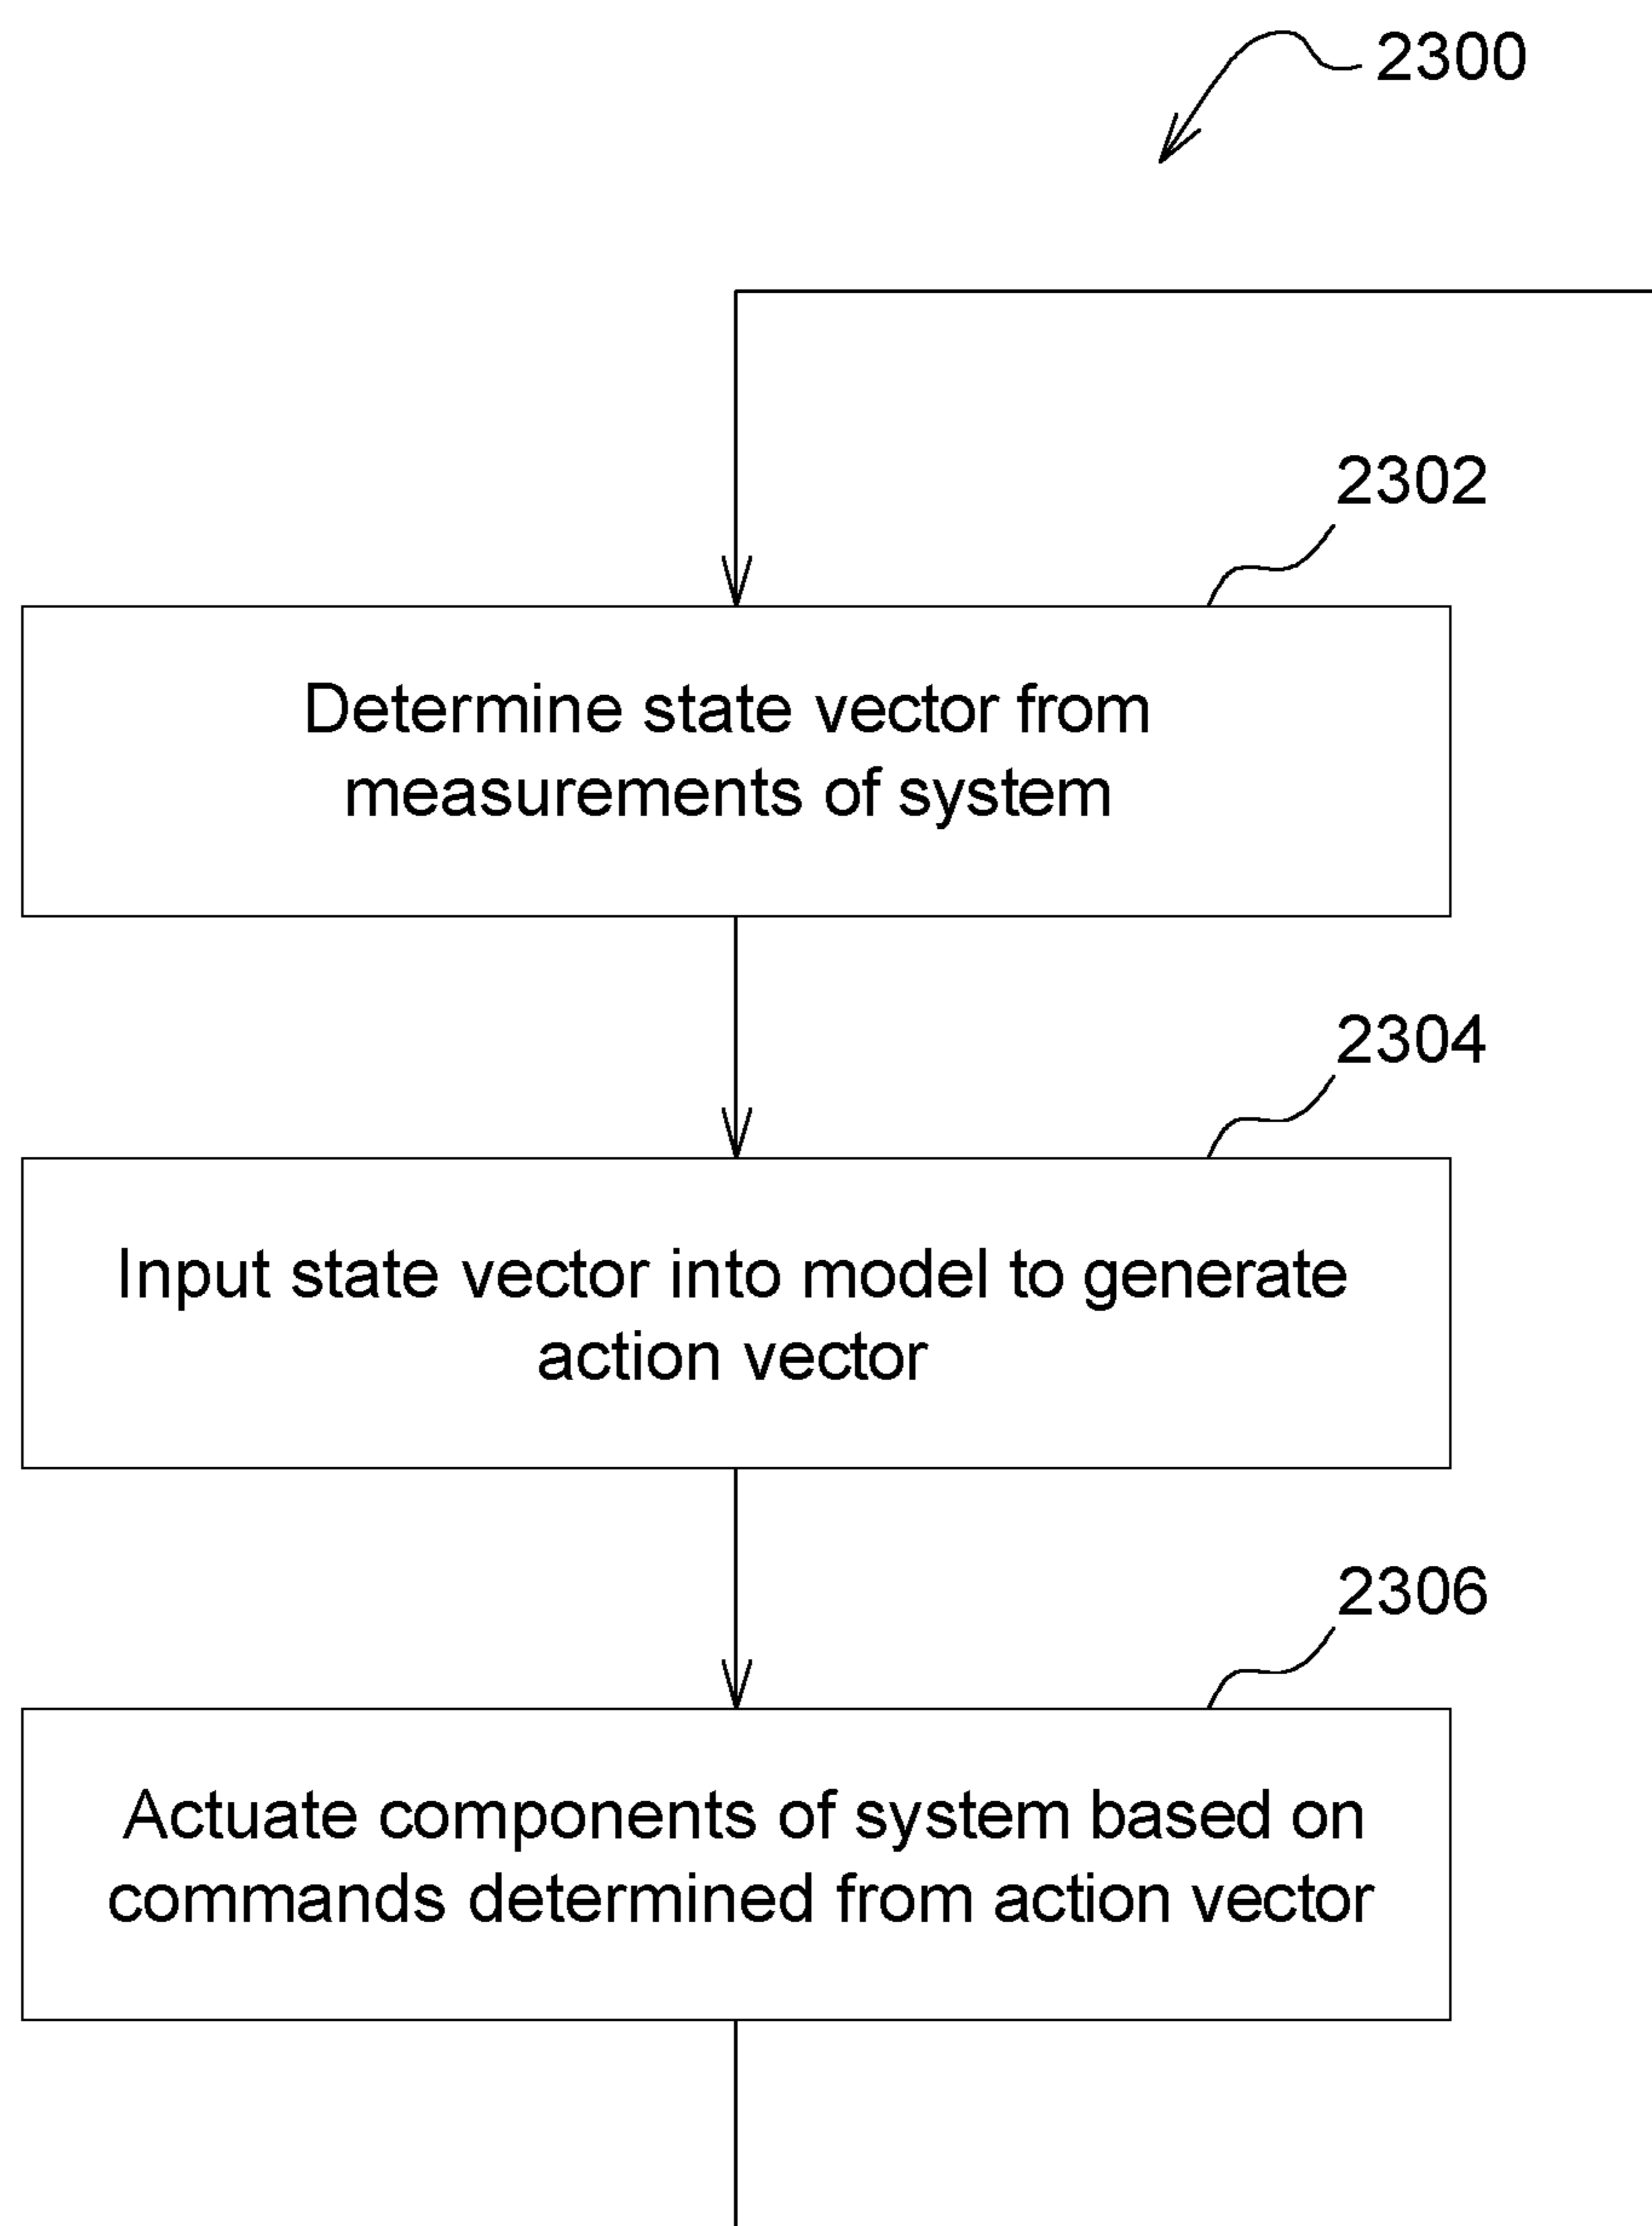 2300
2302
Determine state vector from
measurements of system
2304
Input state vector into model to generate
action vector
2306
Actuate components of system based on
commands determined from action vector